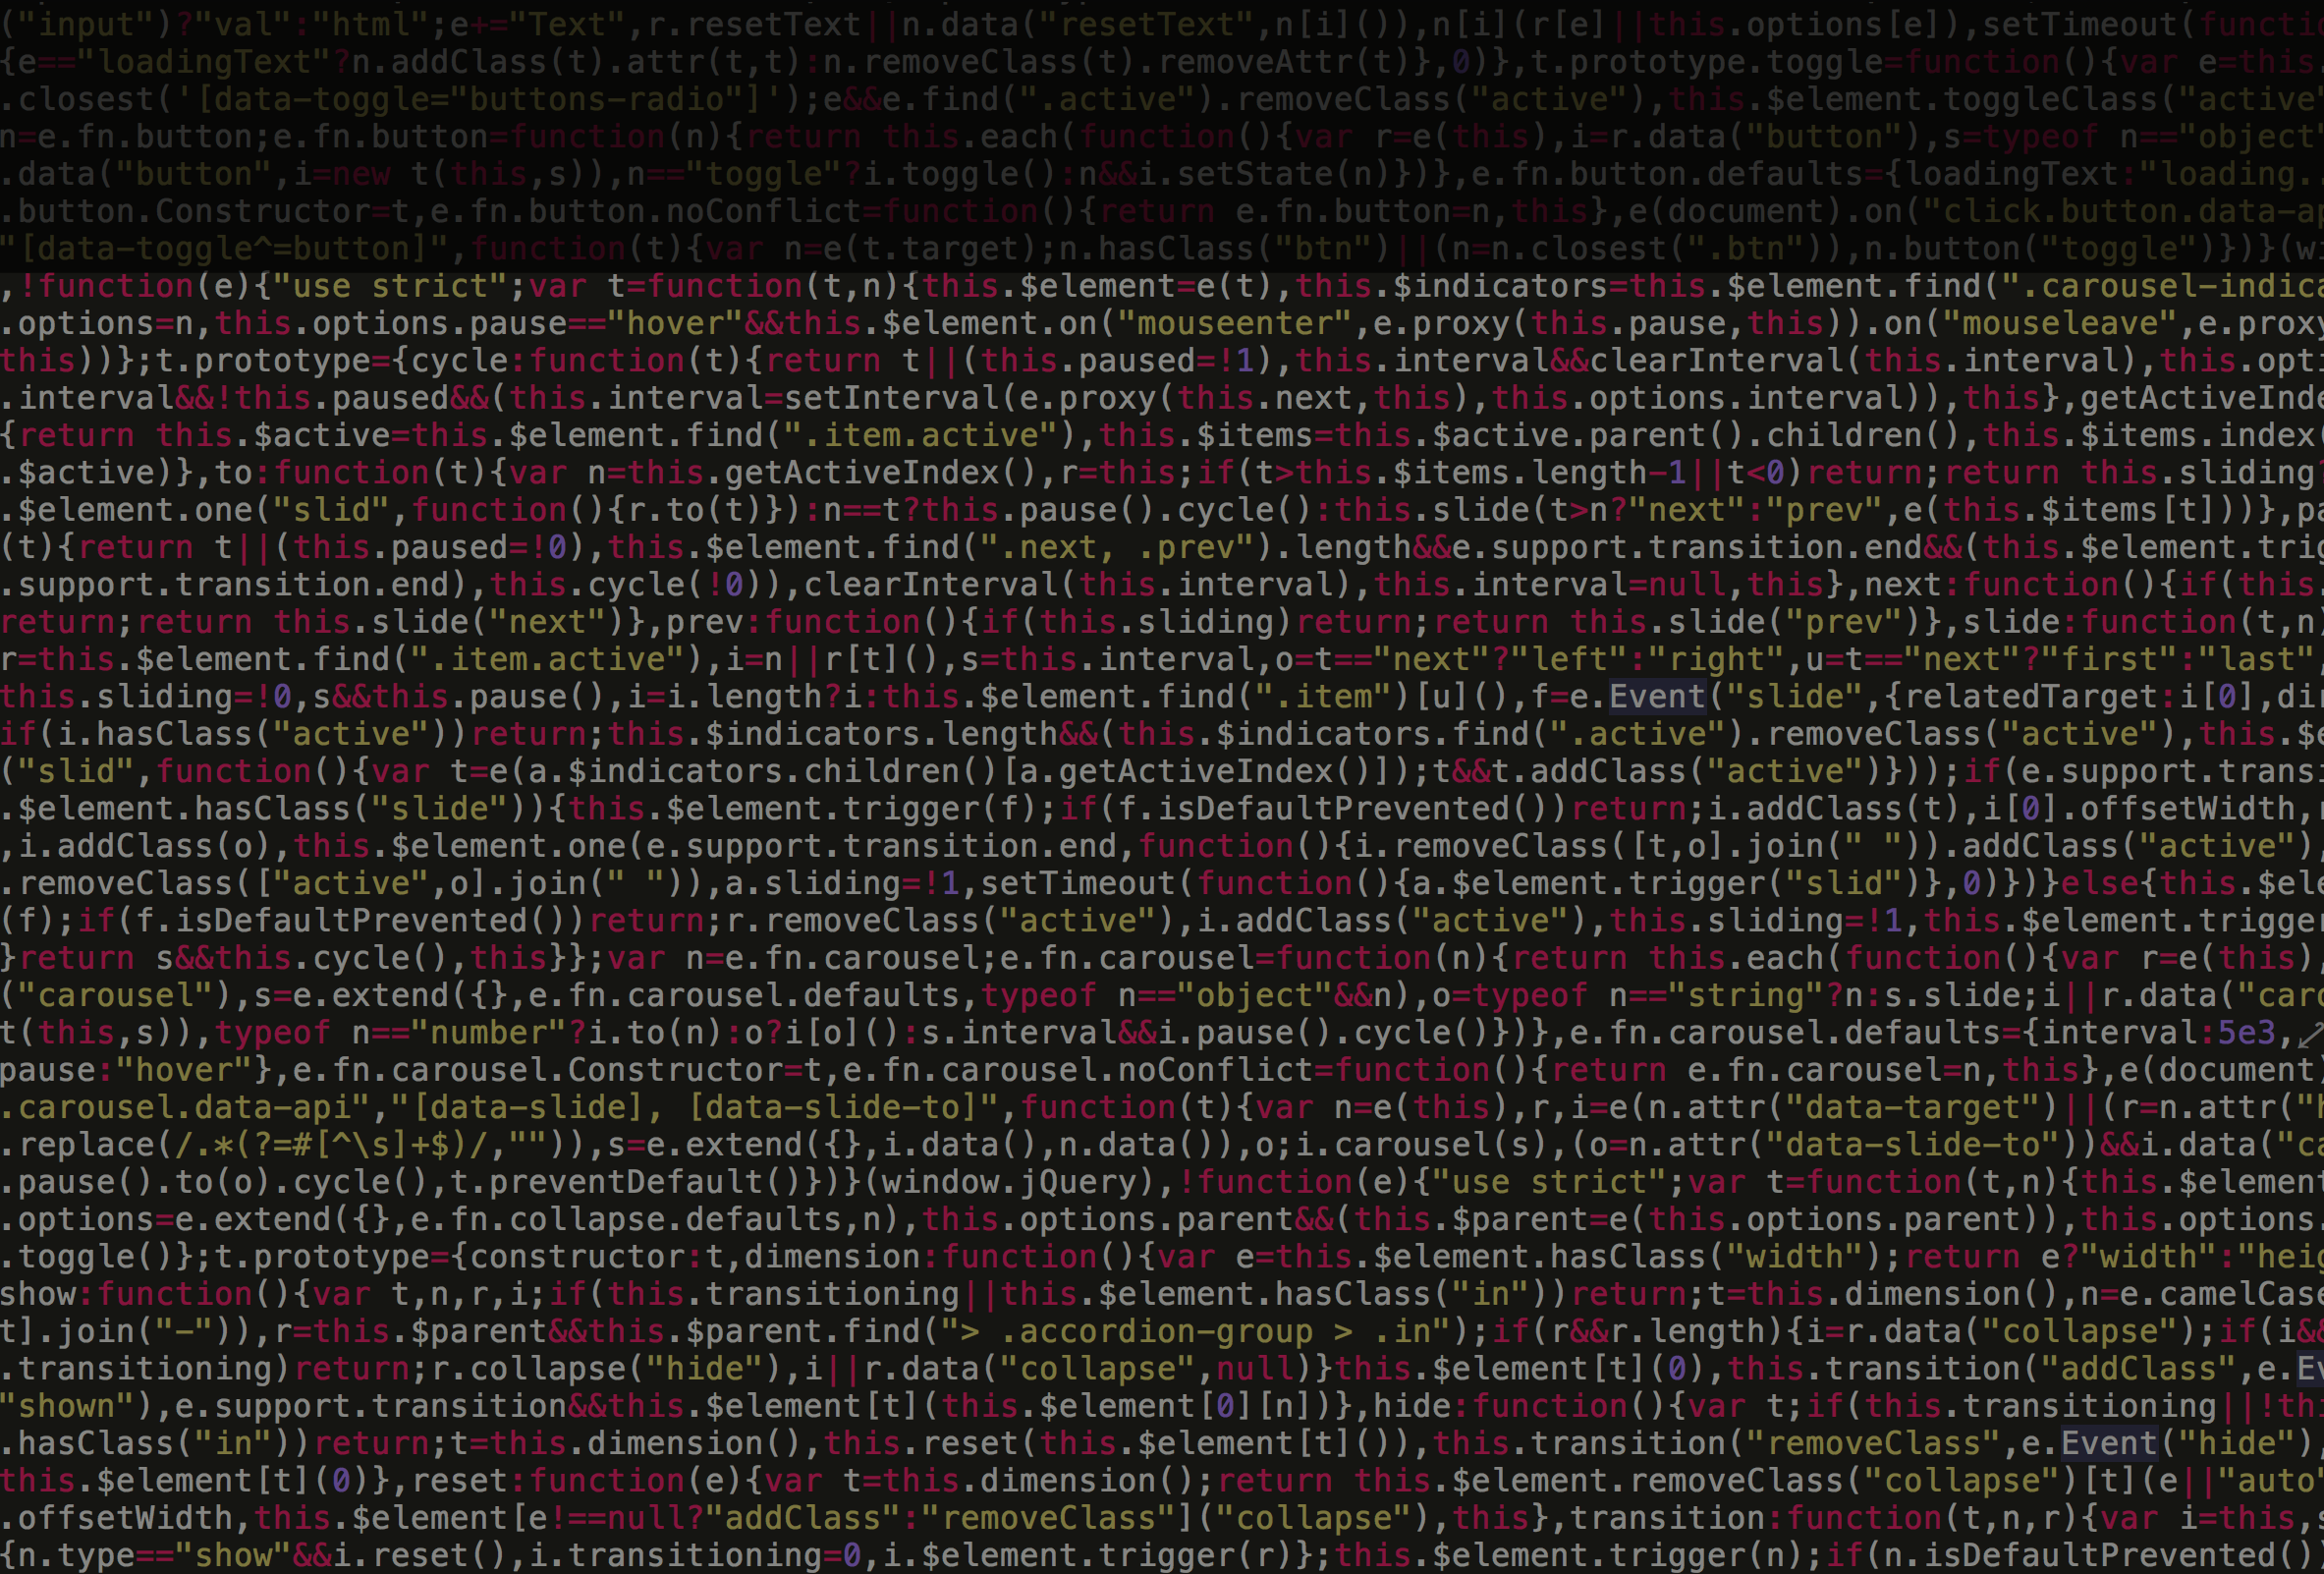 ("input")?"val":"html";e+="Text",r.resetText||n.data("resetText",n[i]()),n[i](r[e]||this.options[e]),setTimeout(functi
{e=="loadingText"?n.addClass(t).attr(t,t):n.removeClass(t).removeAttr(t)},0)},t.prototype.toggle=function(){var e=this.
.closest('[data-toggle="buttons-radio"]');e&&e.find(".active").removeClass("active"),this.$element.toggleClass("active"
n=e.fn.button;e.fn.button=function(n){return this.each(function(){var r=e(this),i=r.data("button"),s=typeof n=="object"
.data("button",i=new t(this,s)),n=="toggle"?i.toggle():n&&i.setState(n)})},e.fn.button.defaults={loadingText:"loading..
.button.Constructor=t,e.fn.button.noConflict=function(){return e.fn.button=n,this},e(document).on("click.button.data-ap
"[data-toggle^=button]",function(t){var n=e(t.target);n.hasClass("btn")||(n=n.closest(".btn")),n.button("toggle")})}(wi
,!function(e){"use strict";var t=function(t,n){this.$element=e(t),this.$indicators=this.$element.find(".carousel-indica
.options=n,this.options.pause=="hover"&&this.$element.on("mouseenter",e.proxy(this.pause,this)).on("mouseleave",e.proxy
this))};t.prototype={cycle:function(t){return t||(this.paused=!1),this.interval&&clearInterval(this.interval),this.opti
.interval&&!this.paused&&(this.interval=setInterval(e.proxy(this.next,this),this.options.interval)),this},getActiveInde
{return this.$active=this.$element.find(".item.active"),this.$items=this.$active.parent().children(),this.$items.index(
.$active)},to:function(t){var n=this.getActiveIndex(),r=this;if(t>this.$items.length-1||t<0)return;return this.sliding?
.$element.one("slid",function(){r.to(t)}):n==t?this.pause().cycle():this.slide(t>n?"next":"prev",e(this.$items[t]))},pa
(t){return t||(this.paused=!0),this.$element.find(".next, .prev").length&&e.support.transition.end&&(this.$element.trig
.support.transition.end),this.cycle(!0)),clearInterval(this.interval),this.interval=null,this},next:function(){if(this.
return;return this.slide("next")},prev:function(){if(this.sliding)return;return this.slide("prev")},slide:function(t,n)
r=this.$element.find(".item.active"),i=n||r[t](),s=this.interval,o=t=="next"?"left":"right",u=t=="next"?"first":"last",
this.sliding=!0,s&&this.pause(),i=i.length?i:this.$element.find(".item")[u](),f=e.Event("slide",{relatedTarget:i[0],di
if(i.hasClass("active"))return;this.$indicators.length&&(this.$indicators.find(".active").removeClass("active"),this.$e
("slid",function(){var t=e(a.$indicators.children()[a.getActiveIndex()]);t&&t.addClass("active")}));if(e.support.transi
.$element.hasClass("slide")){this.$element.trigger(f);if(f.isDefaultPrevented())return;i.addClass(t),i[0].offsetWidth,
,i.addClass(o),this.$element.one(e.support.transition.end,function(){i.removeClass([t,o].join(" ")).addClass("active"),
.removeClass(["active",o].join(" ")),a.sliding=!1,setTimeout(function(){a.$element.trigger("slid")},0)})}else{this.$ele
(f);if(f.isDefaultPrevented())return;r.removeClass("active"),i.addClass("active"),this.sliding=!1,this.$element.trigge
}return s&&this.cycle(),this}};var n=e.fn.carousel;e.fn.carousel=function(n){return this.each(function(){var r=e(this),
("carousel"),s=e.extend({},e.fn.carousel.defaults,typeof n=="object"&&n),o=typeof n=="string"?n:s.slide;i||r.data("caro
t(this,s)),typeof n=="number"?i.to(n):o?i[o]():s.interval&&i.pause().cycle()})},e.fn.carousel.defaults={interval:5e3,
pause:"hover"},e.fn.carousel.Constructor=t,e.fn.carousel.noConflict=function(){return e.fn.carousel=n,this},e(document)
.carousel.data-api","[data-slide], [data-slide-to]",function(t){var n=e(this),r,i=e(n.attr("data-target")||(r=n.attr("h
.replace(/.*(?=#[^\s]+$)/,"")),s=e.extend({},i.data(),n.data()),o;i.carousel(s),(o=n.attr("data-slide-to"))&&i.data("ca
.pause().to(o).cycle(),t.preventDefault()})}(window.jQuery),!function(e){"use strict";var t=function(t,n){this.$element
.options=e.extend({},e.fn.collapse.defaults,n),this.options.parent&&(this.$parent=e(this.options.parent)),this.options.
.toggle()};t.prototype={constructor:t,dimension:function(){var e=this.$element.hasClass("width");return e?"width":"heig
show:function(){var t,n,r,i;if(this.transitioning||this.$element.hasClass("in"))return;t=this.dimension(),n=e.camelCase
t].join("-")),r=this.$parent&&this.$parent.find("> .accordion-group > .in");if(r&&r.length){i=r.data("collapse");if(i&&
.transitioning)return;r.collapse("hide"),i||r.data("collapse",null)}this.$element[t](0),this.transition("addClass",e.Ev
"shown"),e.support.transition&&this.$element[t](this.$element[0][n])},hide:function(){var t;if(this.transitioning||!thi
.hasClass("in"))return;t=this.dimension(),this.reset(this.$element[t]()),this.transition("removeClass",e.Event("hide"),
this.$element[t](0)},reset:function(e){var t=this.dimension();return this.$element.removeClass("collapse")[t](e||"auto"
.offsetWidth,this.$element[e!==null?"addClass":"removeClass"]("collapse"),this},transition:function(t,n,r){var i=this,s
{n.type=="show"&&i.reset(),i.transitioning=0,i.$element.trigger(r)};this.$element.trigger(n);if(n.isDefaultPrevented())